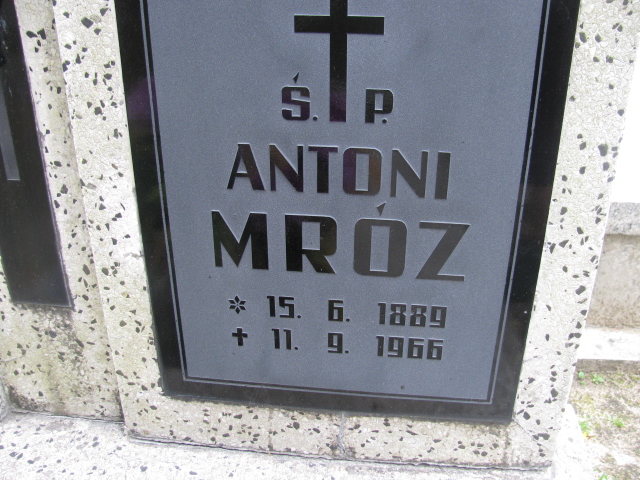 Ś. P.
ANTONI
MRÓZ
* 15. 6. 1889
✝ 11. 9. 1966